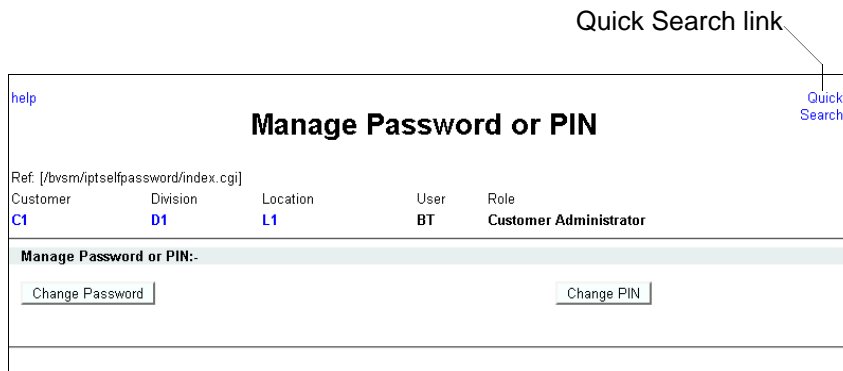 Quick Search link
help
Quick
Search
Manage Password or PIN
Ref: [/bvsm/iptselfpassword/index.cgi]
Customer Division Location User Role
C1 D1 L1 BT Customer Administrator
Manage Password or PIN:-
Change Password Change PIN